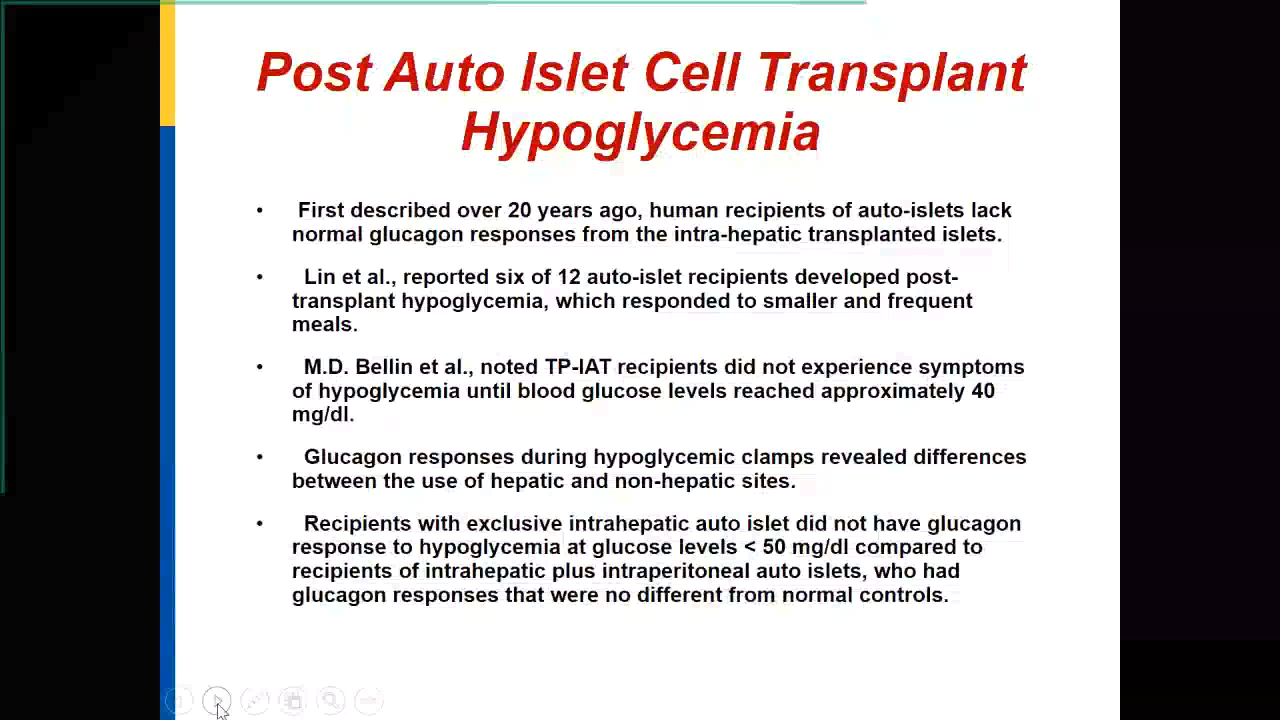 Post Auto Islet Cell Transplant
Hypoglycemia
• First described over 20 years ago, human recipients of auto-islets lack
normal glucagon responses from the intra-hepatic transplanted islets.
• Lin et al., reported six of 12 auto-islet recipients developed post-
transplant hypoglycemia, which responded to smaller and frequent
meals.
• M.D. Bellin et al., noted TP-IAT recipients did not experience symptoms
of hypoglycemia until blood glucose levels reached approximately 40
mg/dl.
• Glucagon responses during hypoglycemic clamps revealed differences
between the use of hepatic and non-hepatic sites.
• Recipients with exclusive intrahepatic auto islet did not have glucagon
response to hypoglycemia at glucose levels < 50 mg/dl compared to
recipients of intrahepatic plus intraperitoneal auto islets, who had
glucagon responses that were no different from normal controls.